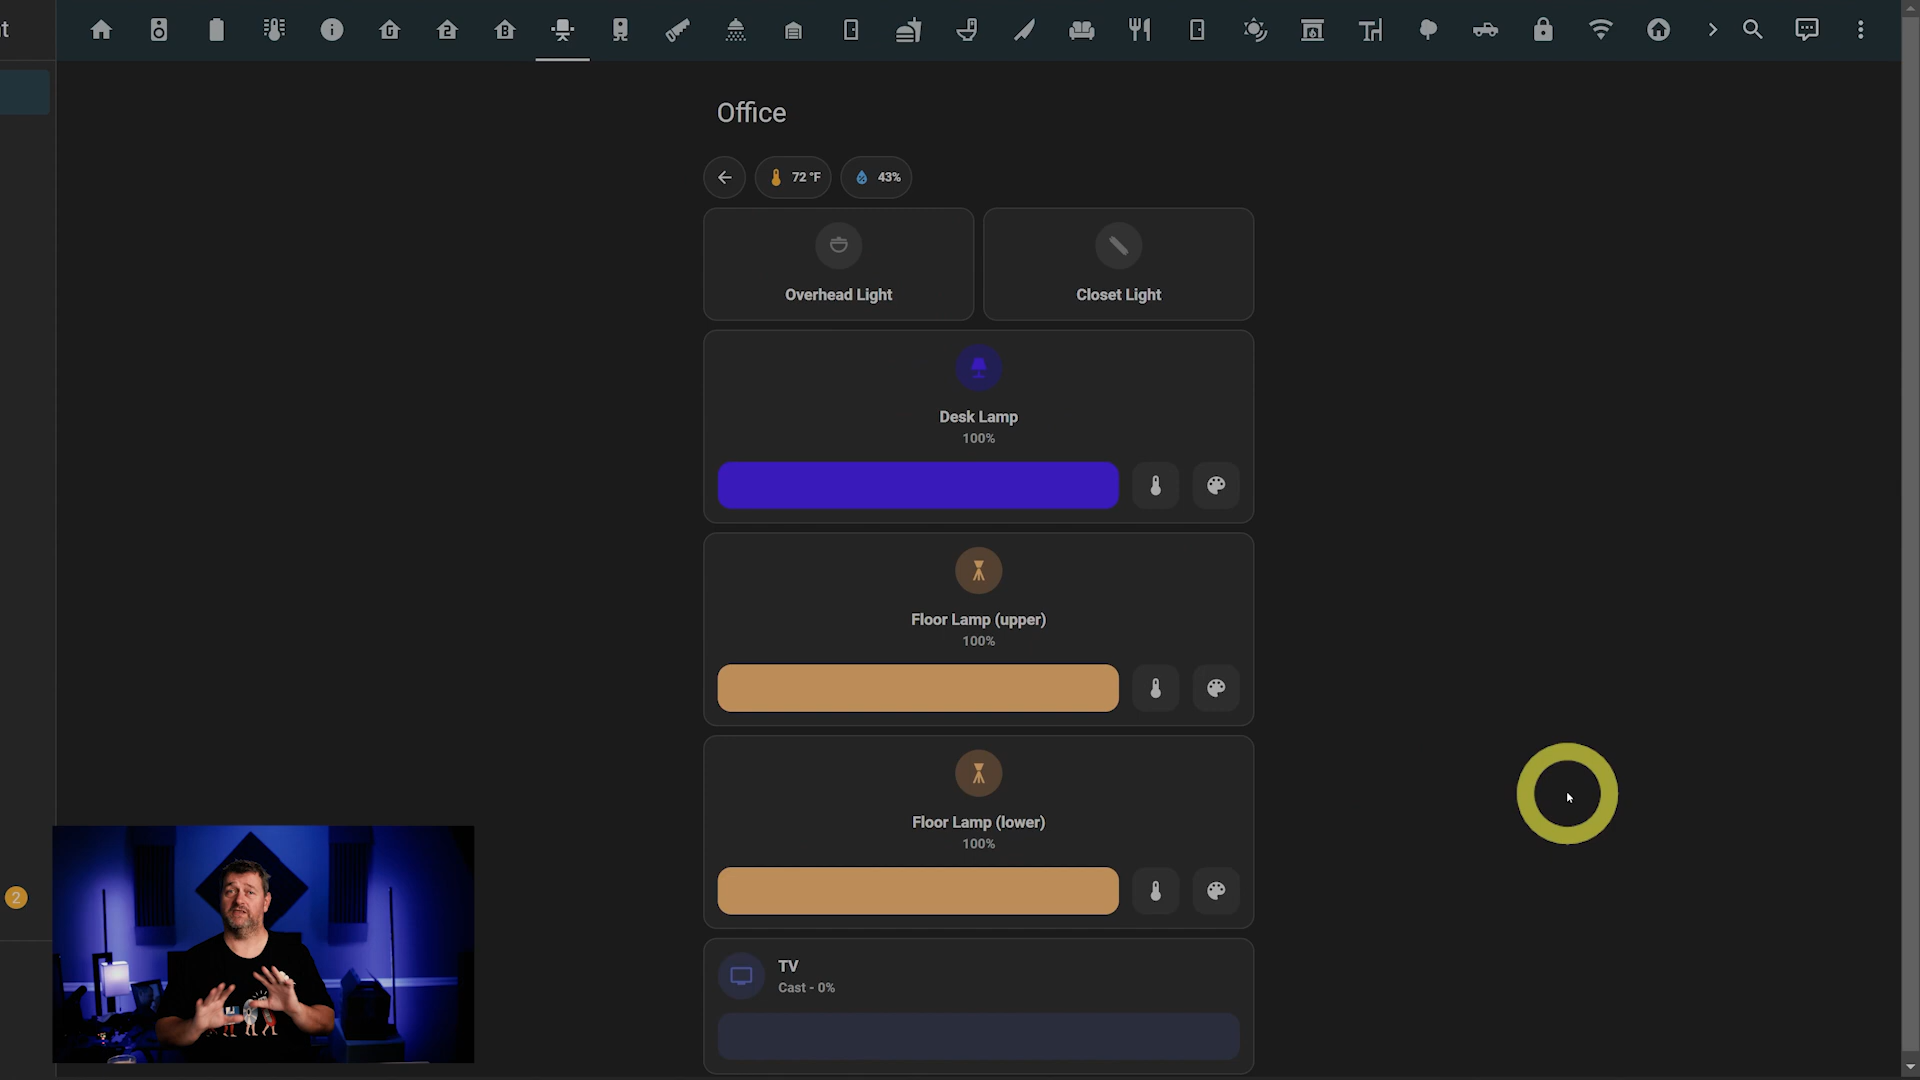 t
Office
72 °F
43%
Overhead Light
Closet Light
Desk Lamp
100%
Floor Lamp (upper)
100%
Floor Lamp (lower)
100%
2
TV
Cast - 0%